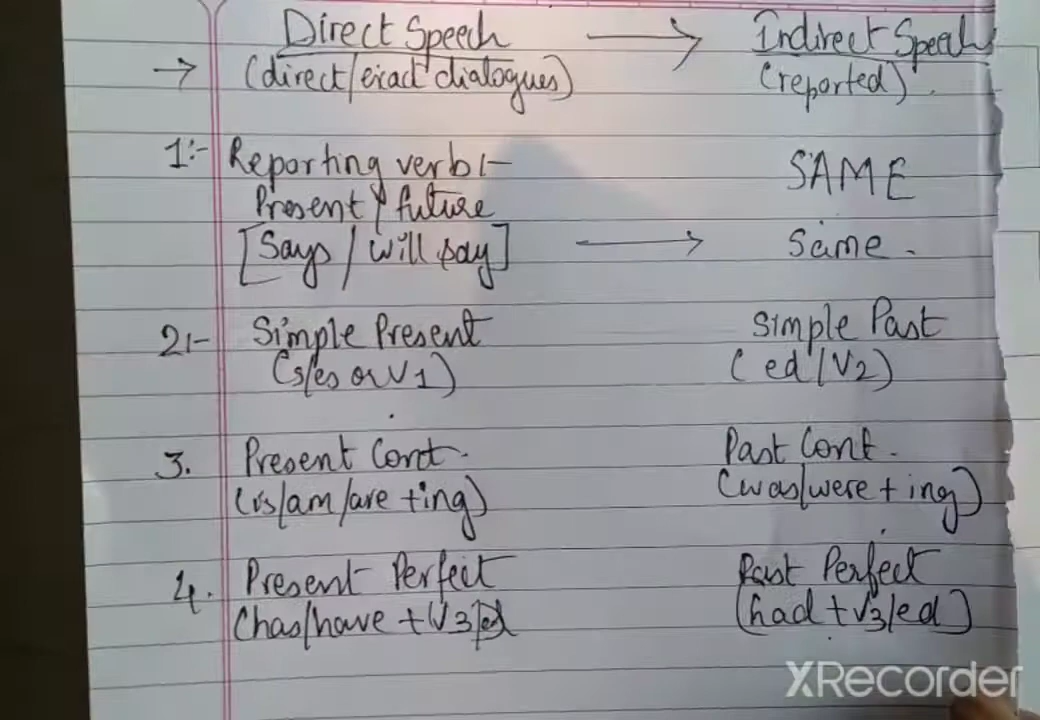 Direct Speech → Indirect Speech
→ (direct/exact dialogues) (reported).
1:- Reporting verb:- SAME
Present / future
[Says / will say] → Same.
2:- Simple Present Simple Past
(s/es or V1) (ed/V2)
3. Present Cont. Past Cont.
(is/am/are +ing) (was/were + ing)
4. Present Perfect Past Perfect
(has/have + V3/ed (had + V3/ed)
XRecorder